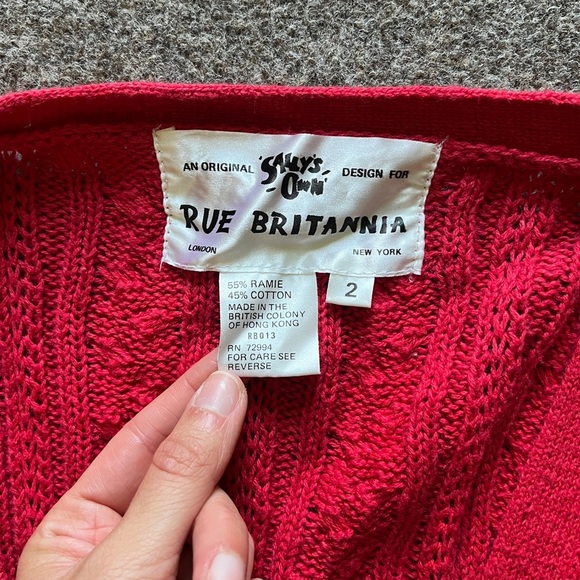 AN ORIGINAL 'SALLY'S OWN' DESIGN FOR
RUE BRITANNIA
LONDON NEW YORK
55% RAMIE
45% COTTON
MADE IN THE
BRITISH COLONY
OF HONG KONG
RB013
RN 72994
FOR CARE SEE
REVERSE
2